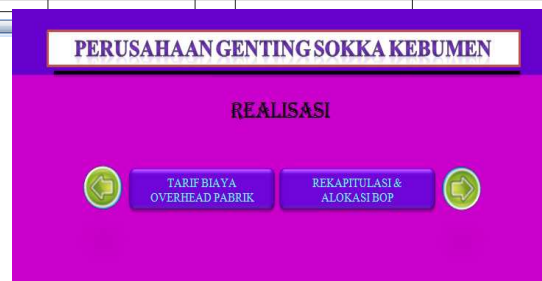 PERUSAHAAN GENTING SOKKA KEBUMEN
REALISASI
TARIF BIAYA
OVERHEAD PABRIK
REKAPITULASI &
ALOKASI BOP